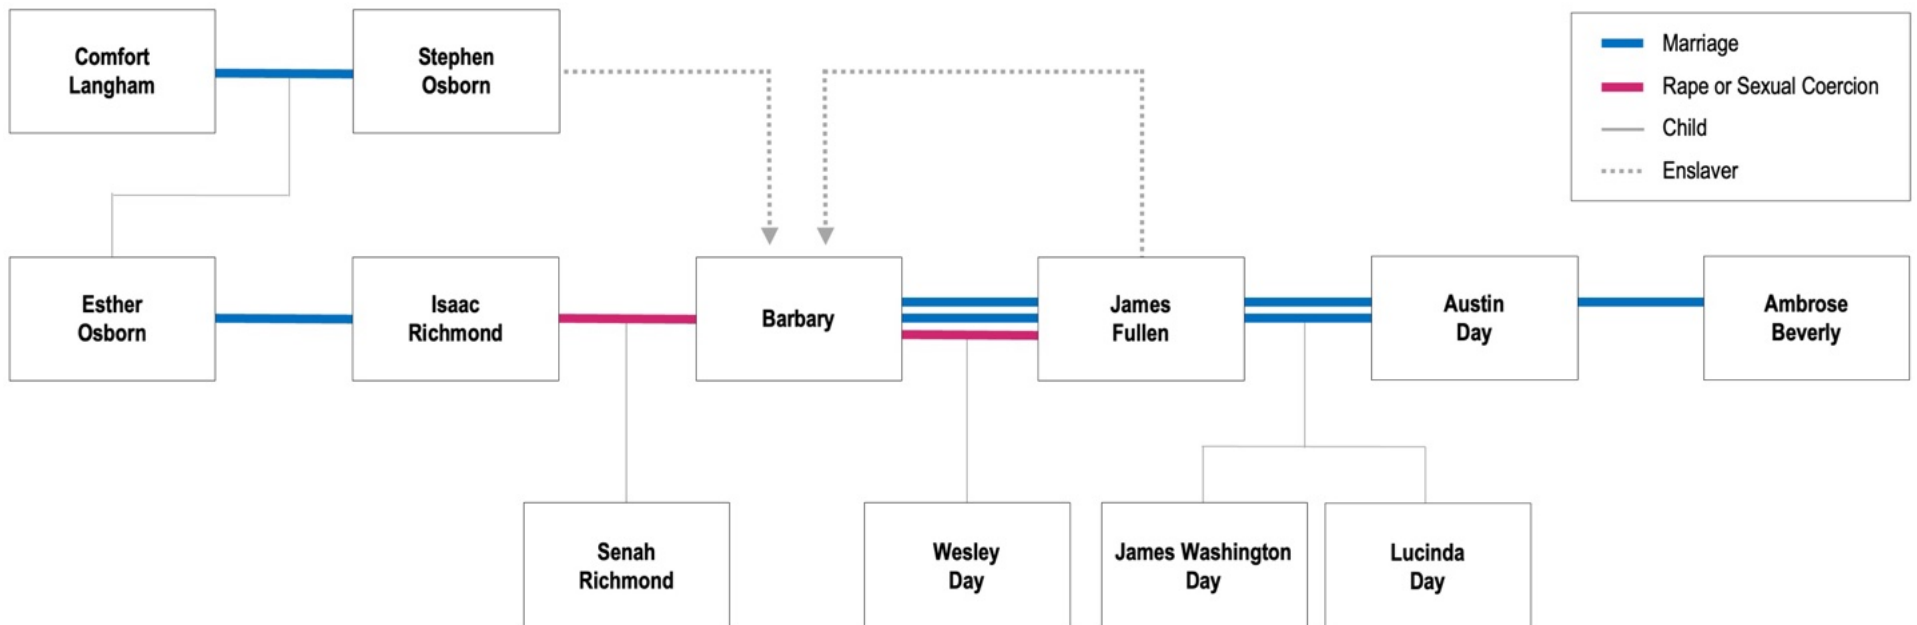 Comfort
Langham
Stephen
Osborn
Marriage
Rape or Sexual Coercion
Child
Enslaver
Esther
Osborn
Isaac
Richmond
Barbary
James
Fullen
Austin
Day
Ambrose
Beverly
Senah
Richmond
Wesley
Day
James Washington
Day
Lucinda
Day